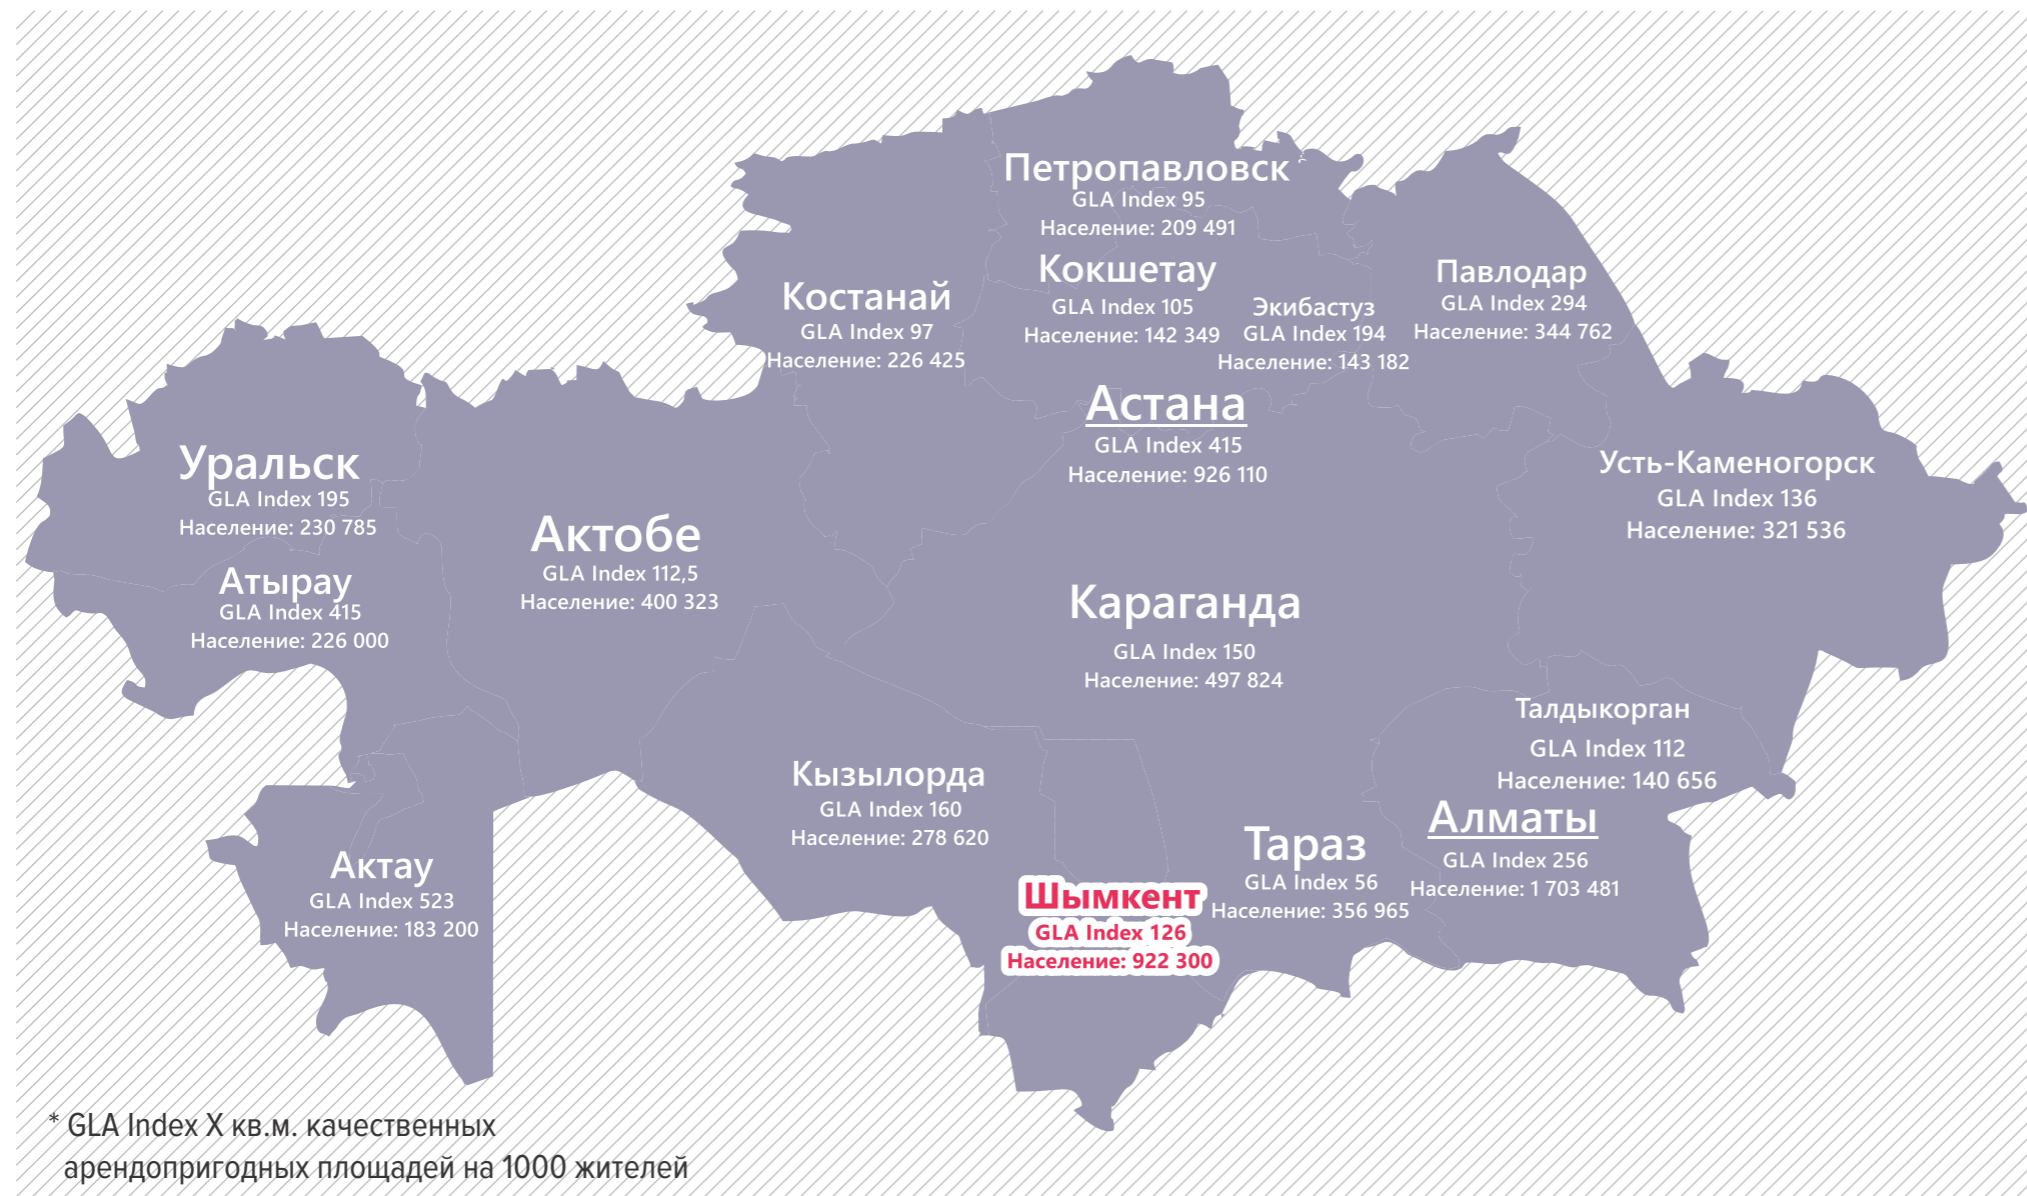 Петропавловск
GLA Index 95
Население: 209 491
Кокшетау
GLA Index 105
Население: 142 349
Костанай
GLA Index 97
Население: 226 425
Экибастуз
GLA Index 194
Население: 143 182
Павлодар
GLA Index 294
Население: 344 762
Астана
GLA Index 415
Население: 926 110
Уральск
GLA Index 195
Население: 230 785
Усть-Каменогорск
GLA Index 136
Население: 321 536
Актобе
GLA Index 112,5
Население: 400 323
Атырау
GLA Index 415
Население: 226 000
Караганда
GLA Index 150
Население: 497 824
Талдыкорган
GLA Index 112
Население: 140 656
Кызылорда
GLA Index 160
Население: 278 620
Алматы
GLA Index 256
Население: 1 703 481
Тараз
GLA Index 56
Население: 356 965
Актау
GLA Index 523
Население: 183 200
Шымкент
GLA Index 126
Население: 922 300
* GLA Index X кв.м. качественных
арендопригодных площадей на 1000 жителей